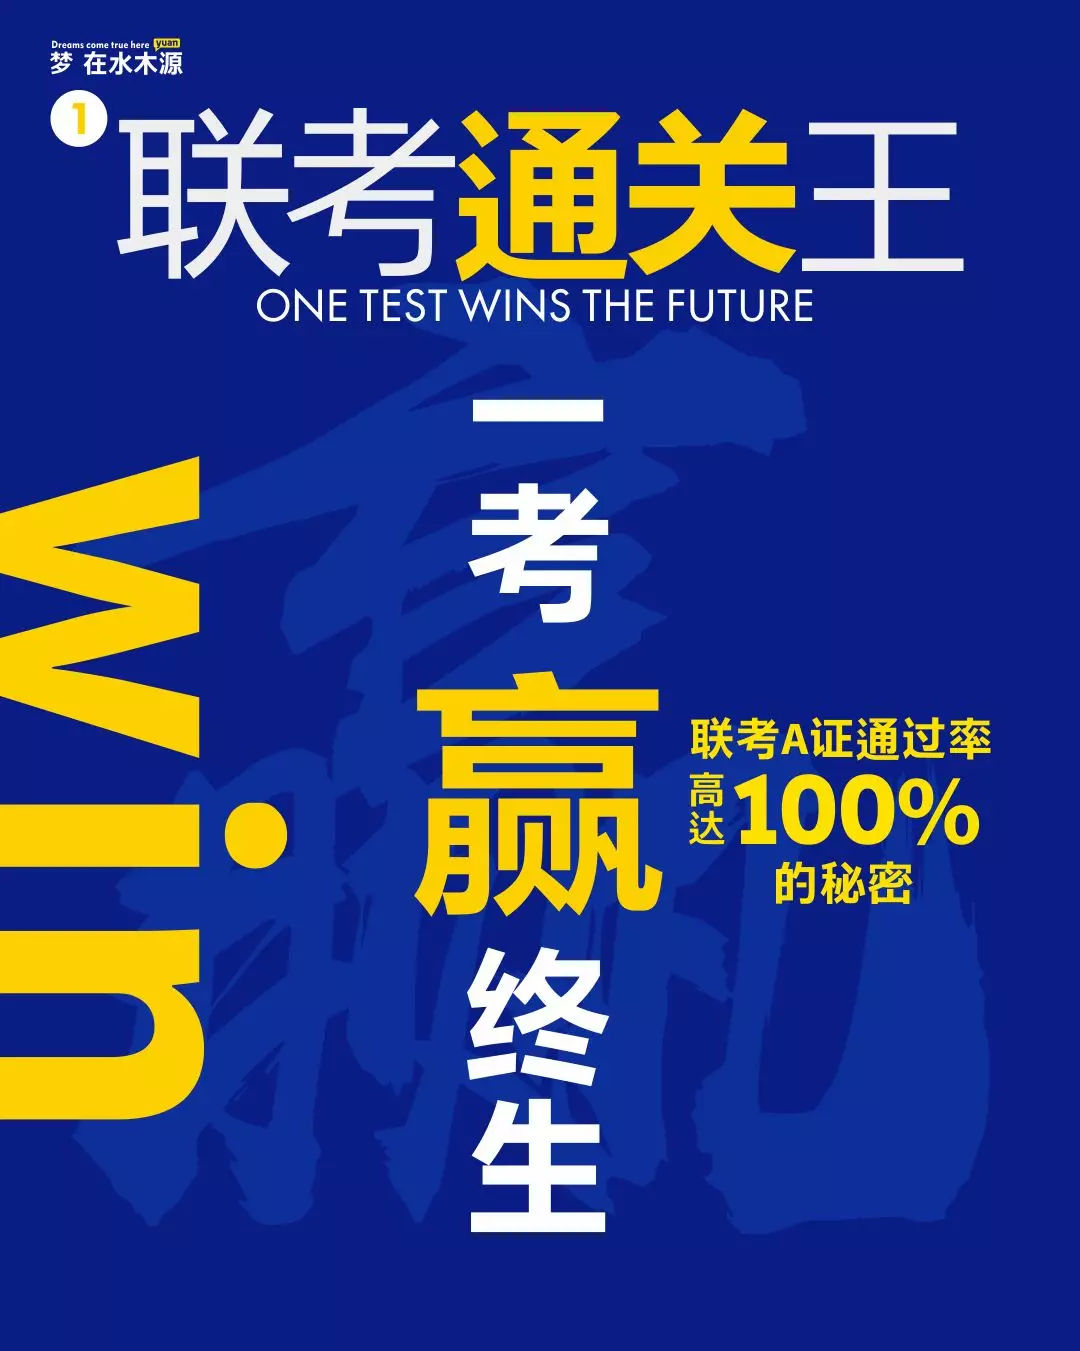 Dreams come true here yuan
梦 在水木源
1
联考通关王
ONE TEST WINS THE FUTURE
一考赢终生
win
联考A证通过率
高达100%
的秘密
赢